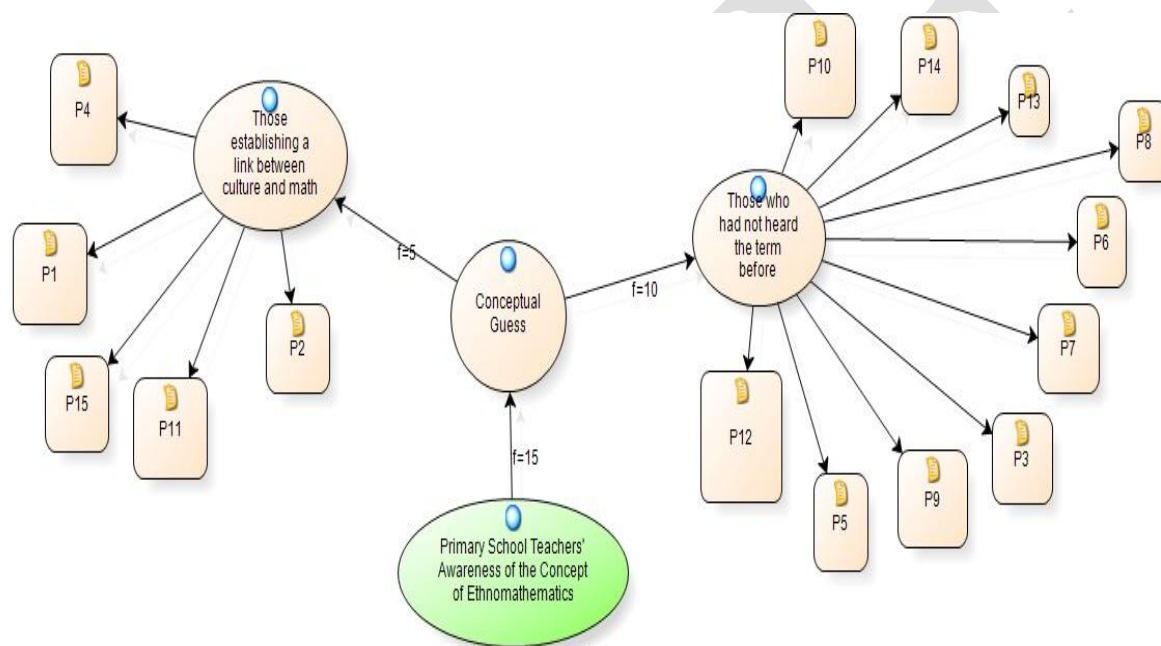 P4
Those
establishing a
link between
culture and math
P1
P15
P11
P2
f=5
Conceptual
Guess
f=10
f=15
Primary School Teachers'
Awareness of the Concept
of Ethnomathematics
Those who
had not heard
the term
before
P10
P14
P13
P8
P6
P7
P3
P9
P5
P12